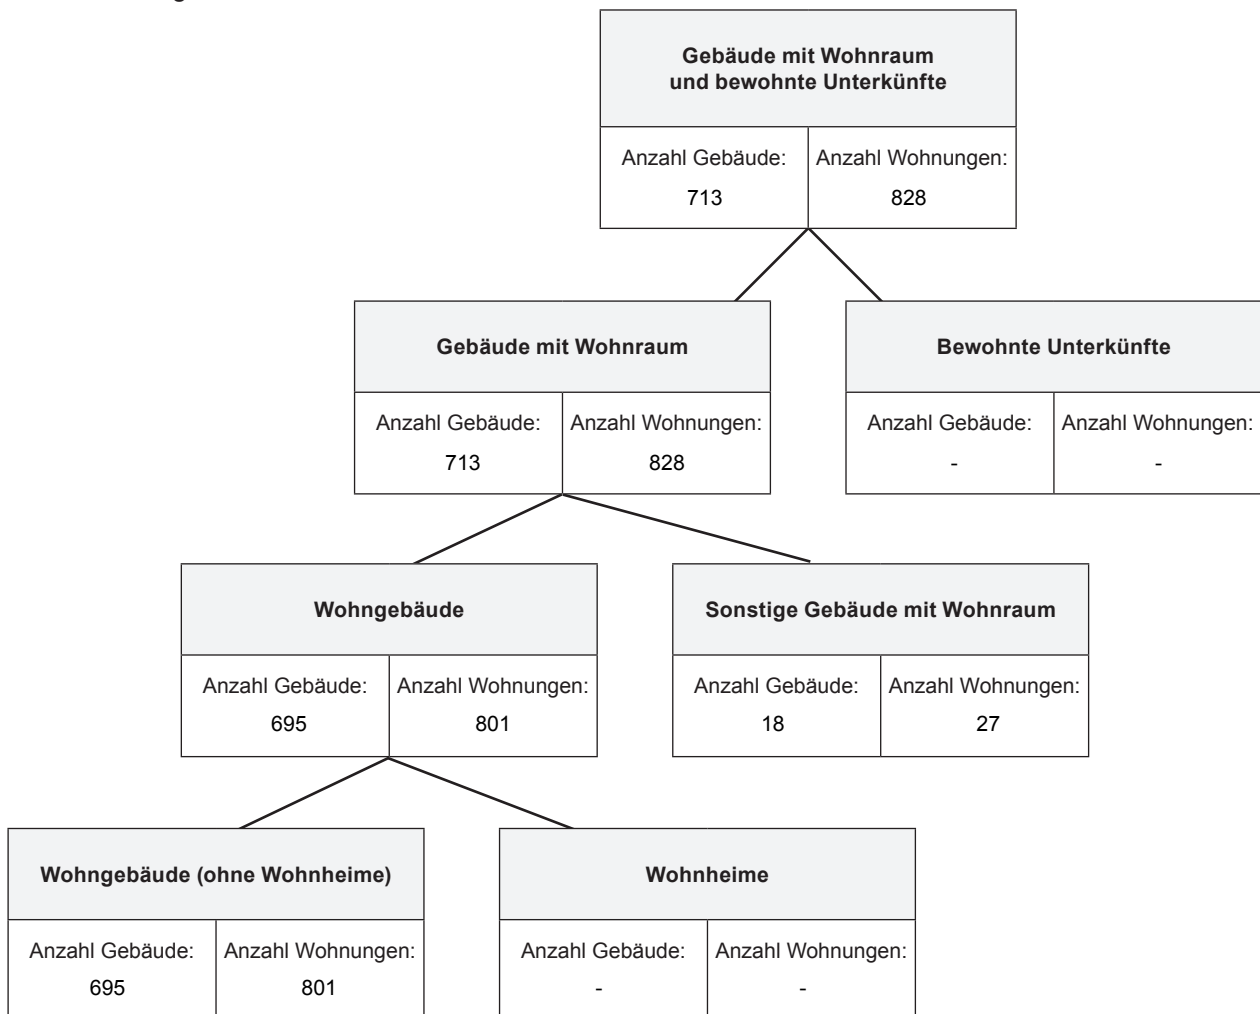 Gebäude mit Wohnraum
und bewohnte Unterkünfte
Anzahl Gebäude: Anzahl Wohnungen:
713 828
Gebäude mit Wohnraum Bewohnte Unterkünfte
Anzahl Gebäude: Anzahl Wohnungen: Anzahl Gebäude: Anzahl Wohnungen:
713 828 - -
Wohngebäude Sonstige Gebäude mit Wohnraum
Anzahl Gebäude: Anzahl Wohnungen: Anzahl Gebäude: Anzahl Wohnungen:
695 801 18 27
Wohngebäude (ohne Wohnheime) Wohnheime
Anzahl Gebäude: Anzahl Wohnungen: Anzahl Gebäude: Anzahl Wohnungen:
695 801 - -